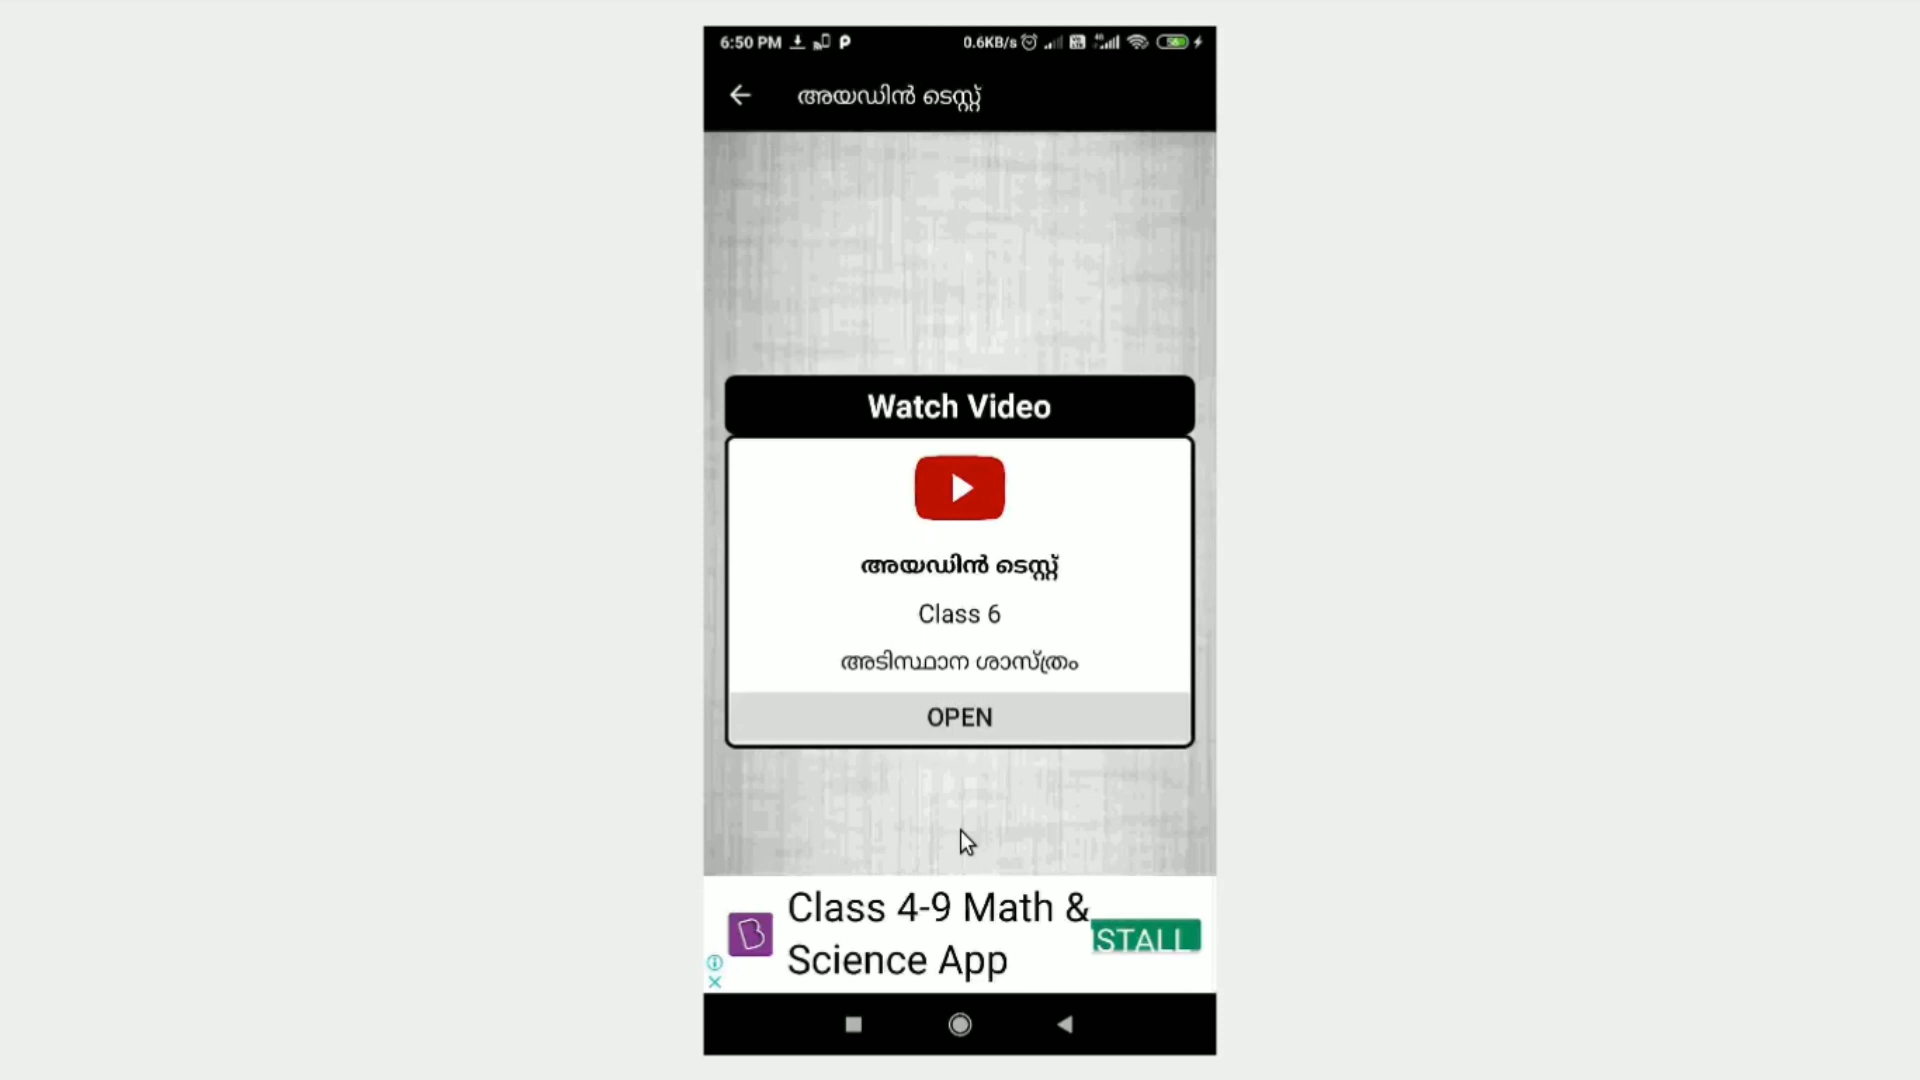 6:50 PM 0.6KB/s
അയഡിൻ ടെസ്റ്റ്
Watch Video
അയഡിൻ ടെസ്റ്റ്
Class 6
അടിസ്ഥാന ശാസ്ത്രം
OPEN
Class 4-9 Math &
Science App
STALL